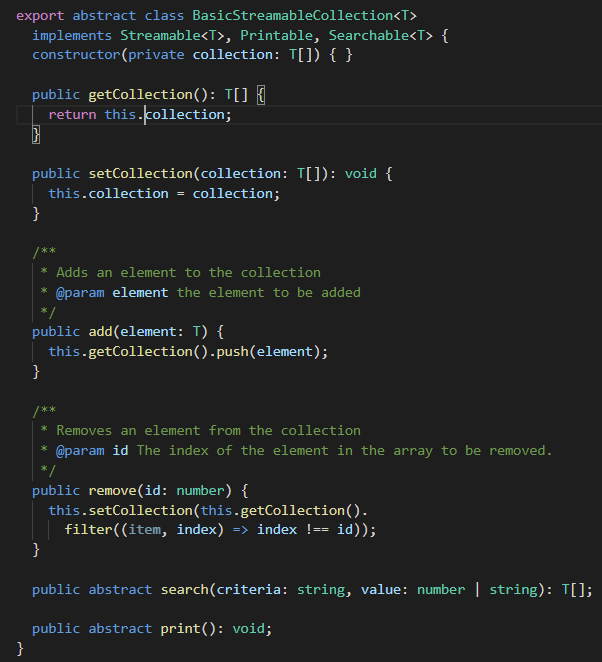 export abstract class BasicStreamableCollection<T>
implements Streamable<T>, Printable, Searchable<T> {
constructor(private collection: T[]) { }
public getCollection(): T[] {
return this.collection;
}
public setCollection(collection: T[]): void {
this.collection = collection;
}
/**
* Adds an element to the collection
* @param element the element to be added
*/
public add(element: T) {
this.getCollection().push(element);
}
/**
* Removes an element from the collection
* @param id The index of the element in the array to be removed.
*/
public remove(id: number) {
this.setCollection(this.getCollection().
filter((item, index) => index !== id));
}
public abstract search(criteria: string, value: number | string): T[];
public abstract print(): void;
}